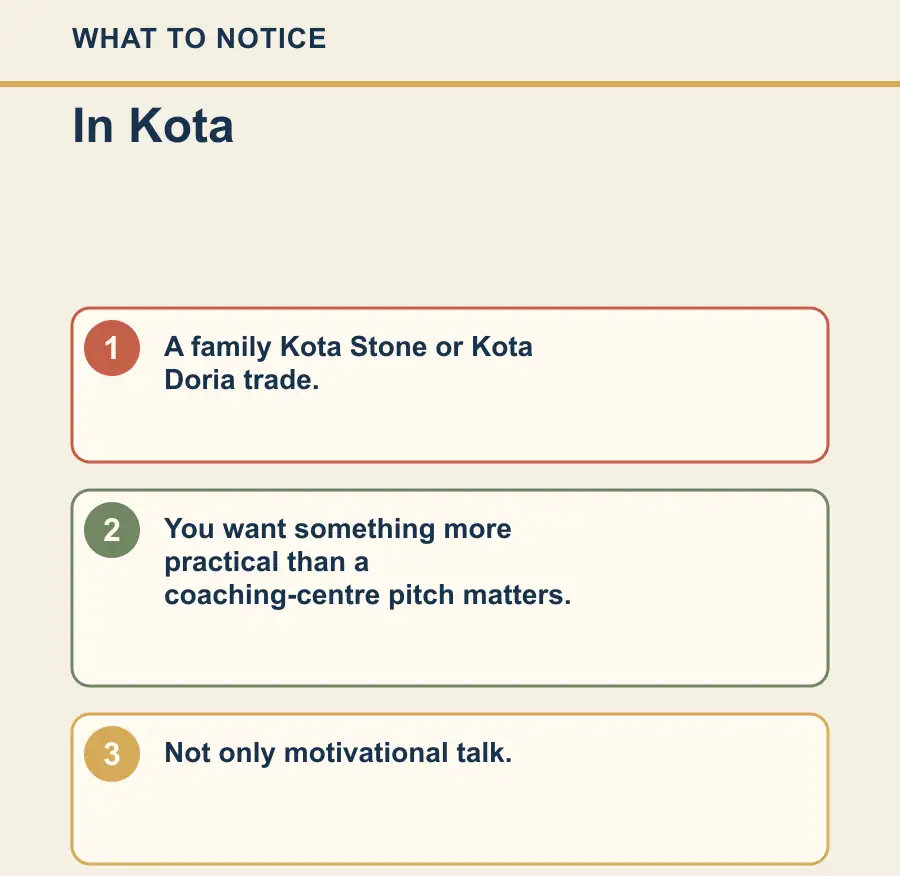 WHAT TO NOTICE
In Kota
1
A family Kota Stone or Kota
Doria trade.
2
You want something more
practical than a
coaching-centre pitch matters.
3
Not only motivational talk.